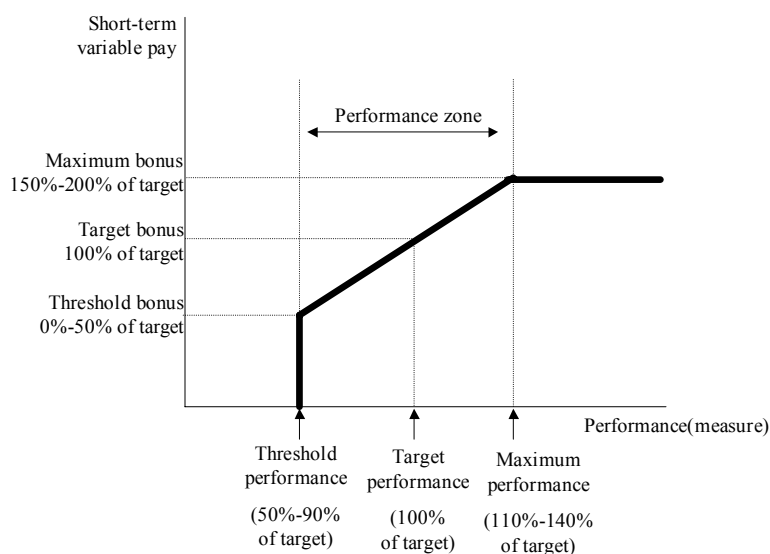 Short-term
variable pay
Performance zone
Maximum bonus
150%-200% of target
Target bonus
100% of target
Threshold bonus
0%-50% of target
Performance(measure)
Threshold
performance
(50%-90%
of target)
Target
performance
(100%
of target)
Maximum
performance
(110%-140%
of target)